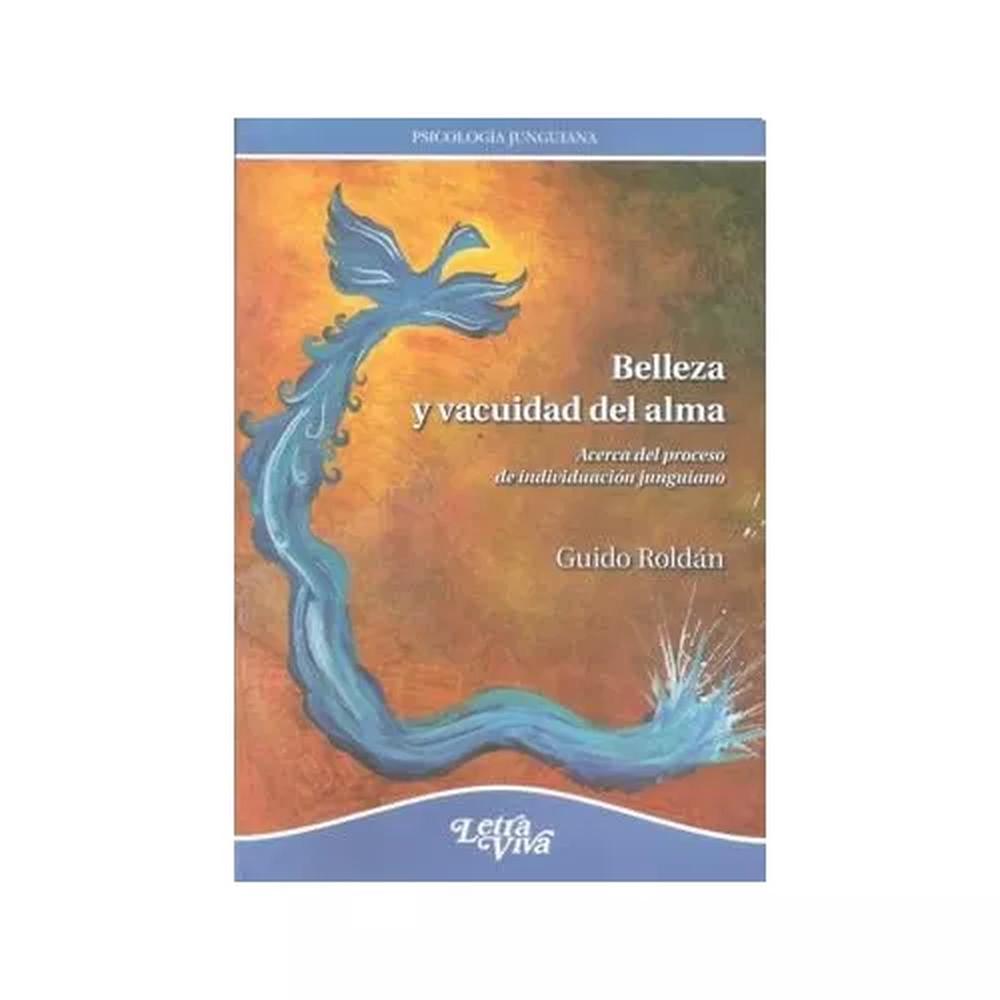 PSICOLOGÍA JUNGUIANA
Belleza
y vacuidad del alma
Acerca del proceso
de individuación junguiano
Guido Roldán
Letra
Viva